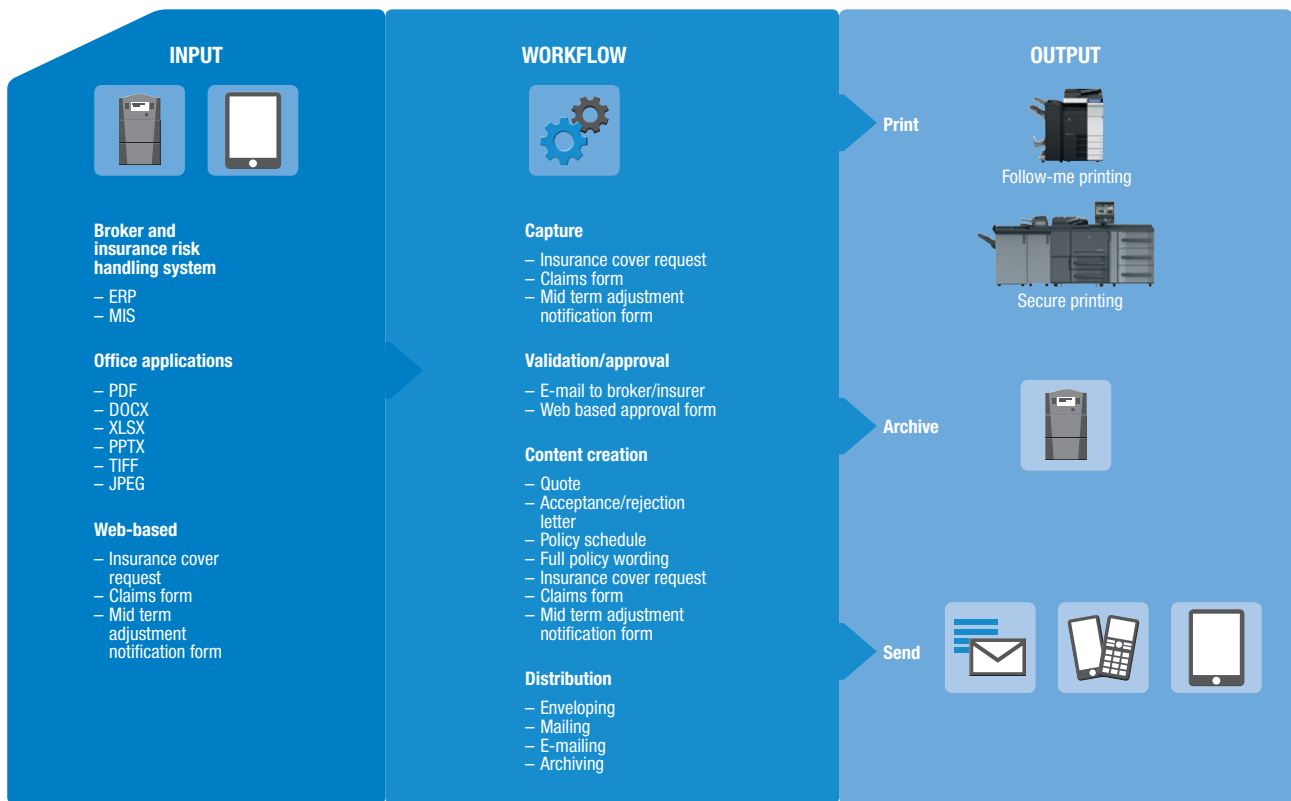 INPUT
Broker and
insurance risk
handling system
– ERP
– MIS
Office applications
– PDF
– DOCX
– XLSX
– PPTX
– TIFF
– JPEG
Web-based
– Insurance cover
request
– Claims form
– Mid term
adjustment
notification form
WORKFLOW
Capture
– Insurance cover request
– Claims form
– Mid term adjustment
notification form
Validation/approval
– E-mail to broker/insurer
– Web based approval form
Content creation
– Quote
– Acceptance/rejection
letter
– Policy schedule
– Full policy wording
– Insurance cover request
– Claims form
– Mid term adjustment
notification form
Distribution
– Enveloping
– Mailing
– E-mailing
– Archiving
OUTPUT
Print
Follow-me printing
Secure printing
Archive
Send